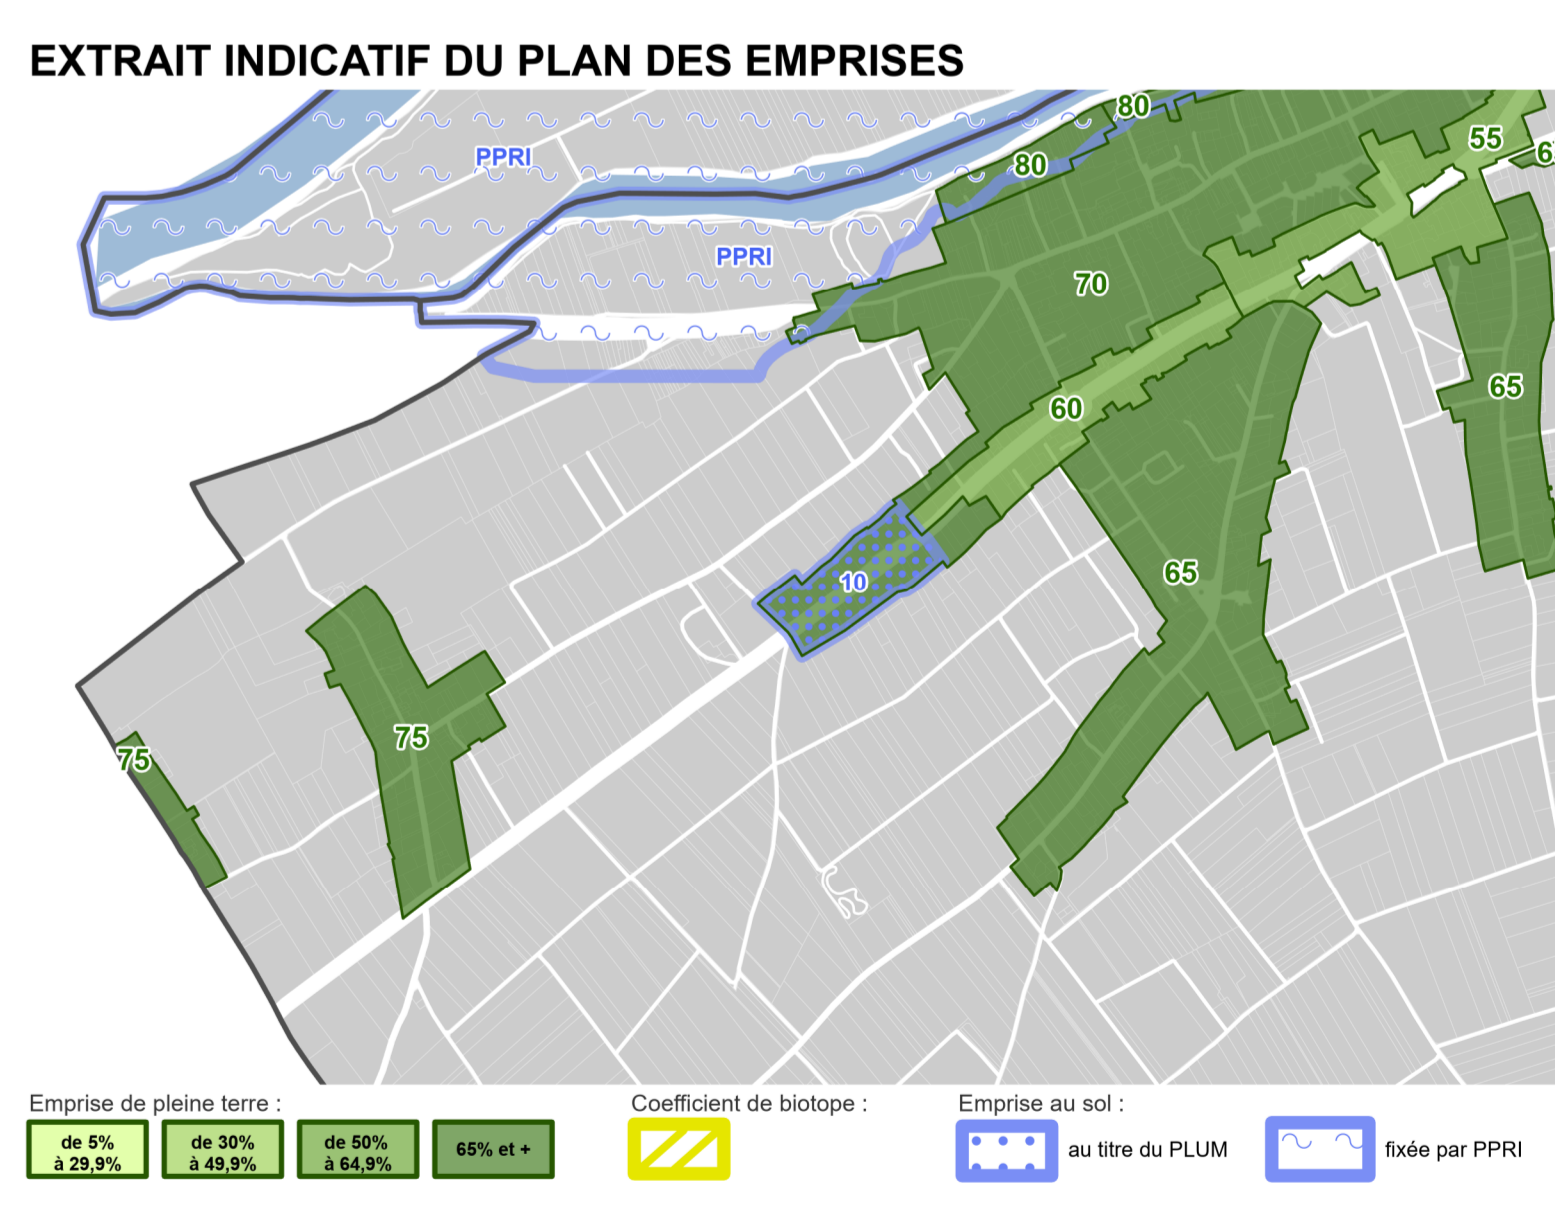 EXTRAIT INDICATIF DU PLAN DES EMPRISES
80
55
PPRI
80
PPRI
70
65
60
65
10
75
75
Emprise de pleine terre :
de 5%
à 29,9%
de 30%
à 49,9%
de 50%
à 64,9%
65% et +
Coefficient de biotope :
Emprise au sol :
au titre du PLUM
fixée par PPRI